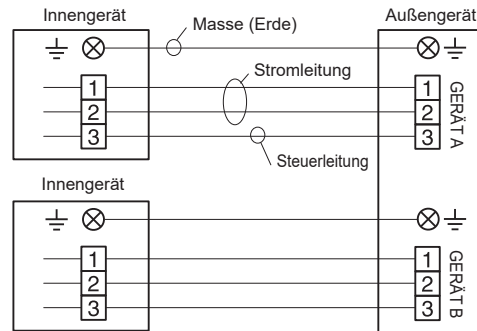 Innengerät
Außengerät
Masse (Erde)
Stromleitung
1
2
3
1
2
3
GERÄT A
Steuerleitung
Innengerät
1
2
3
1
2
3
GERÄT B